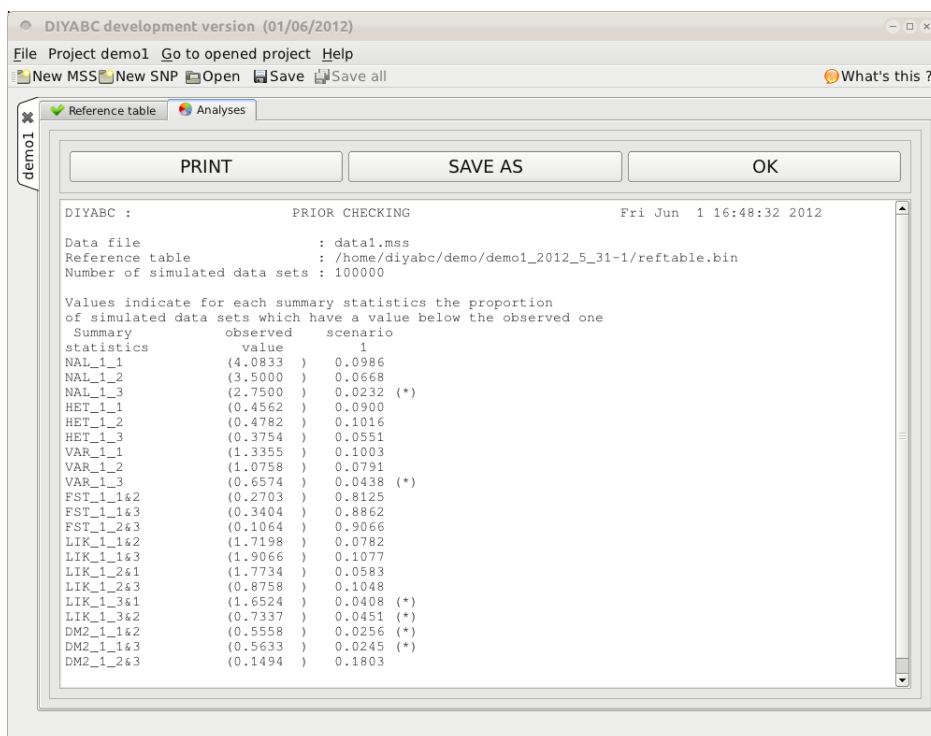 DIYABC development version (01/06/2012)
File Project demo1 Go to opened project Help
New MSS New SNP Open Save Save all What's this ?
demo1
Reference table Analyses
PRINT SAVE AS OK
DIYABC : PRIOR CHECKING Fri Jun 1 16:48:32 2012
Data file : data1.mss
Reference table : /home/diyabc/demo/demo1_2012_5_31-1/reftable.bin
Number of simulated data sets : 100000
Values indicate for each summary statistics the proportion
of simulated data sets which have a value below the observed one
Summary observed scenario
statistics value 1
NAL_1_1 (4.0833 ) 0.0986
NAL_1_2 (3.5000 ) 0.0668
NAL_1_3 (2.7500 ) 0.0232 (*)
HET_1_1 (0.4562 ) 0.0900
HET_1_2 (0.4782 ) 0.1016
HET_1_3 (0.3754 ) 0.0551
VAR_1_1 (1.3355 ) 0.1003
VAR_1_2 (1.0758 ) 0.0791
VAR_1_3 (0.6574 ) 0.0438 (*)
FST_1_1&2 (0.2703 ) 0.8125
FST_1_1&3 (0.3404 ) 0.8862
FST_1_2&3 (0.1064 ) 0.9066
LIK_1_1&2 (1.7198 ) 0.0782
LIK_1_1&3 (1.9066 ) 0.1077
LIK_1_2&1 (1.7734 ) 0.0583
LIK_1_2&3 (0.8758 ) 0.1048
LIK_1_3&1 (1.6524 ) 0.0408 (*)
LIK_1_3&2 (0.7337 ) 0.0451 (*)
DM2_1_1&2 (0.5558 ) 0.0256 (*)
DM2_1_1&3 (0.5633 ) 0.0245 (*)
DM2_1_2&3 (0.1494 ) 0.1803